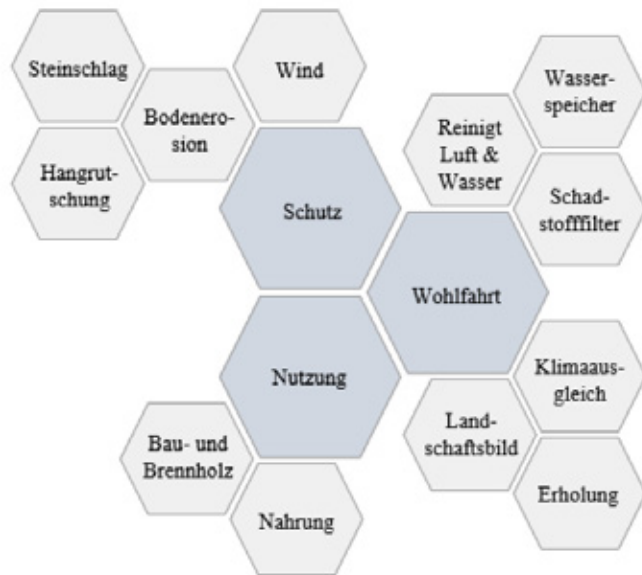 Steinschlag
Wind
Bodenero-
sion
Hangrut-
schung
Schutz
Wasser-
speicher
Reinigt
Luft &
Wasser
Schad-
stofffilter
Wohlfahrt
Nutzung
Klimaaus-
gleich
Land-
schaftsbild
Erholung
Bau- und
Brennholz
Nahrung